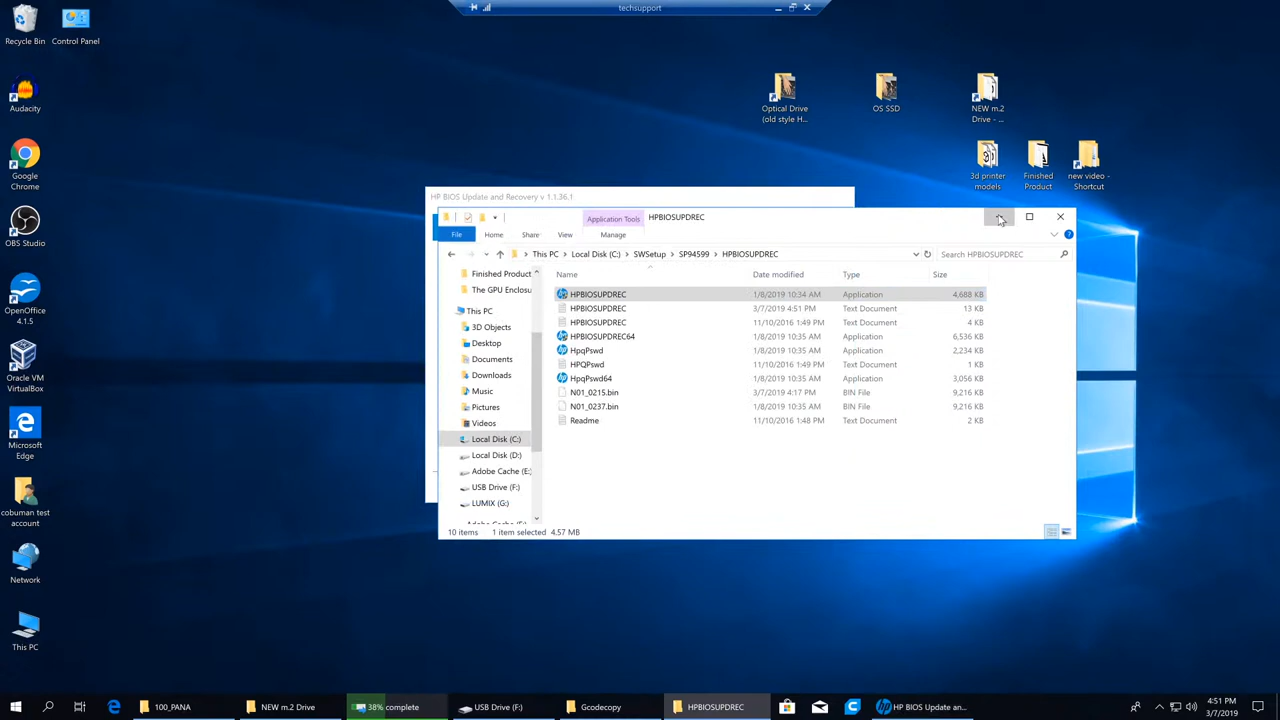 techsupport
Recycle Bin
Control Panel
Audacity
Google
Chrome
OBS Studio
OpenOffice
4.1.5
Oracle VM
VirtualBox
Microsoft
Edge
cobuman test
account
Network
This PC
Optical Drive
(old style H...
OS SSD
NEW m.2
Drive - ...
3d printer
models
Finished
Product
new video -
Shortcut
HP BIOS Update and Recovery v 1.1.36.1
Application Tools
HPBIOSUPDREC
File
Home
Share
View
Manage
This PC
Local Disk (C:)
SWSetup
SP94599
HPBIOSUPDREC
Search HPBIOSUPDREC
Finished Product
The GPU Enclosu
This PC
3D Objects
Desktop
Documents
Downloads
Music
Pictures
Videos
Local Disk (C:)
Local Disk (D:)
Adobe Cache (E:
USB Drive (F:)
LUMIX (G:)
Name Date modified Type Size
HPBIOSUPDREC 1/8/2019 10:34 AM Application 4,688 KB
HPBIOSUPDREC 3/7/2019 4:51 PM Text Document 13 KB
HPBIOSUPDREC 11/10/2016 1:49 PM Text Document 4 KB
HPBIOSUPDREC64 1/8/2019 10:35 AM Application 6,536 KB
HpqPswd 1/8/2019 10:35 AM Application 2,234 KB
HPQPswd 11/10/2016 1:49 PM Text Document 1 KB
HpqPswd64 1/8/2019 10:35 AM Application 3,056 KB
N01_0215.bin 3/7/2019 4:17 PM BIN File 9,216 KB
N01_0237.bin 1/8/2019 10:35 AM BIN File 9,216 KB
Readme 11/10/2016 1:48 PM Text Document 2 KB
10 items 1 item selected 4.57 MB
100_PANA
NEW m.2 Drive
38% complete
USB Drive (F:)
Gcodecopy
HPBIOSUPDREC
HP BIOS Update an...
4:51 PM
3/7/2019